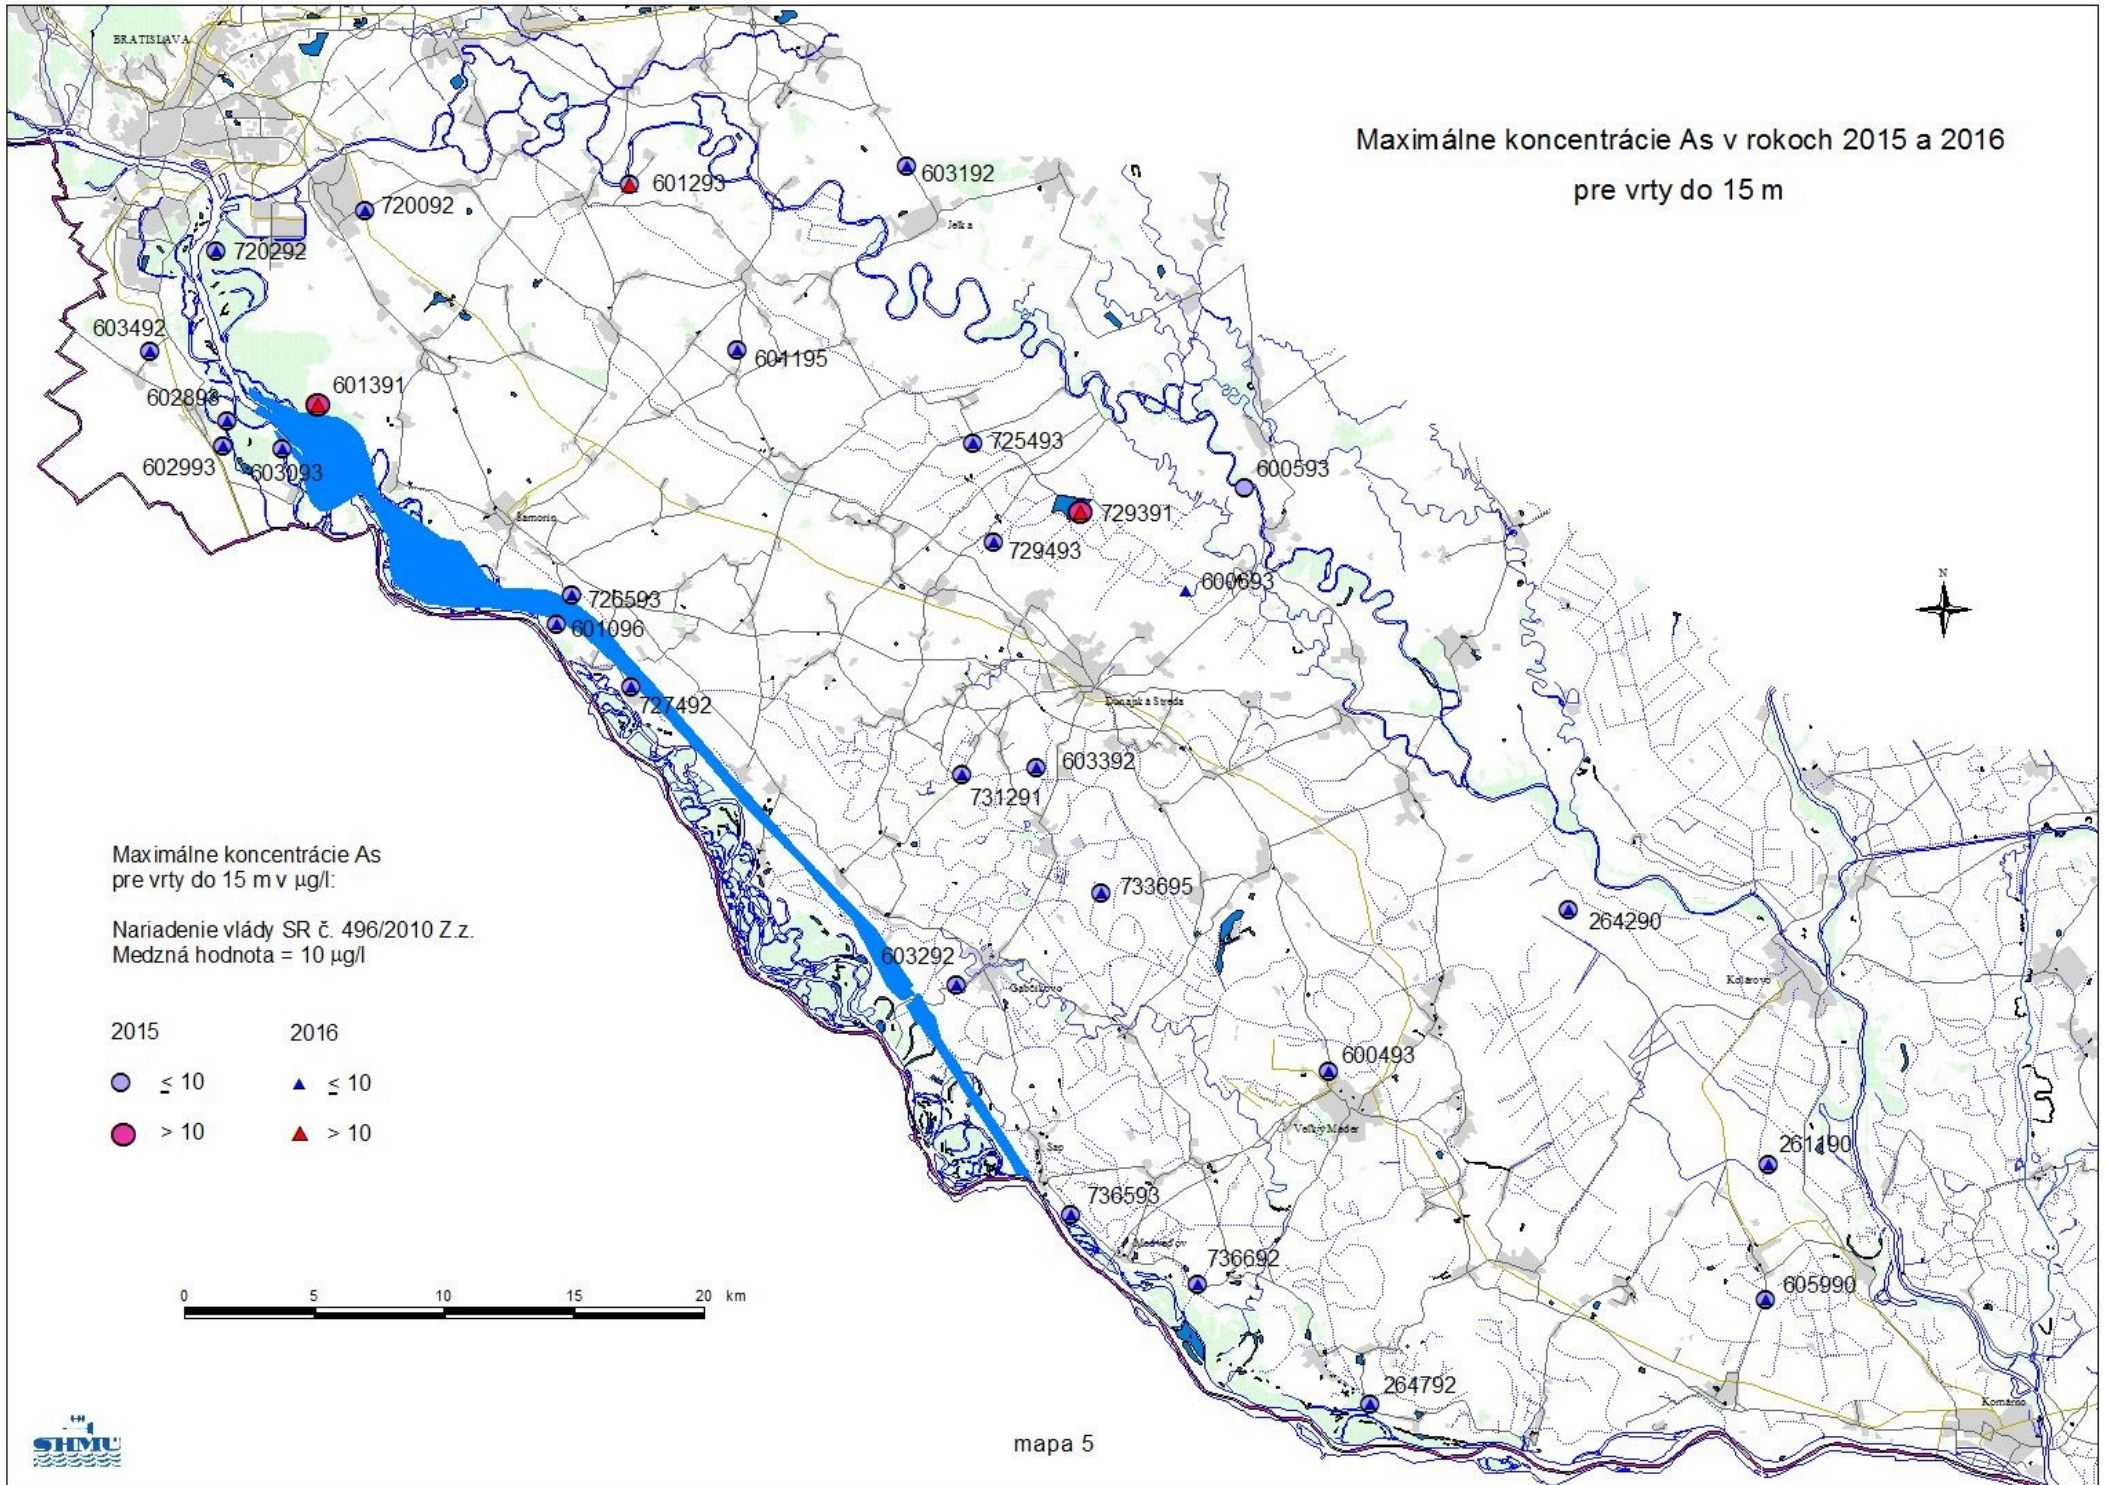 BRATISLAVA
Maximálne koncentrácie As v rokoch 2015 a 2016
pre vrty do 15 m
603192
601293
720092
Jelka
720292
603492
601195
601391
602893
725493
602993
603093
600593
Šamorín
729391
729493
N
600693
726593
601096
727492
Dunajská Streda
603392
731291
Maximálne koncentrácie As
pre vrty do 15 m v µg/l:
733695
264290
Nariadenie vlády SR č. 496/2010 Z.z.
Medzná hodnota = 10 µg/l
603292
Gabčíkovo
Kolárovo
2015 2016
600493
≤ 10 ≤ 10
> 10 > 10
Veľký Meder
261190
Sap
736593
Medveďov
736692
605990
0 5 10 15 20 km
264792
Komárno
mapa 5
SHMÚ